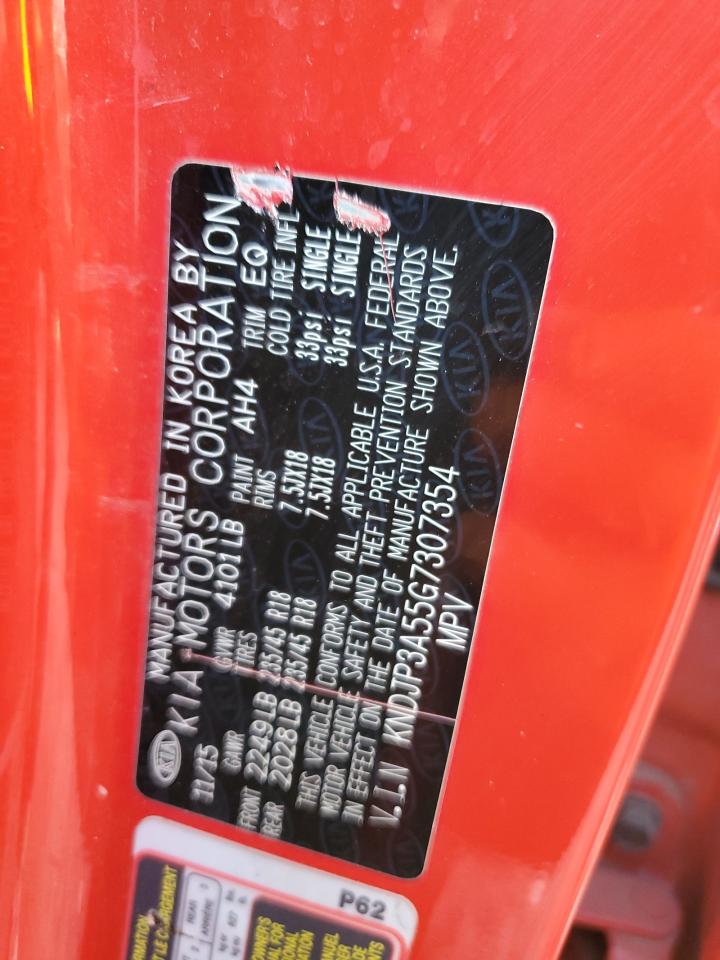 MANUFACTURED IN KOREA BY
KIA KIA MOTORS CORPORATION
11/15 GVWR 4101LB PAINT AH4 TRIM EQ
GAWR TIRES RIMS COLD TIRE INFL
FRONT 2249LB 235/45 R18 7.5JX18 33psi SINGLE
REAR 2028LB 235/45 R18 7.5JX18 33psi SINGLE
THIS VEHICLE CONFORMS TO ALL APPLICABLE U.S.A. FEDERAL
MOTOR VEHICLE SAFETY AND THEFT PREVENTION STANDARDS
IN EFFECT ON THE DATE OF MANUFACTURE SHOWN ABOVE.
V.I.N KNDJP3A55G7307354
MPV
P62